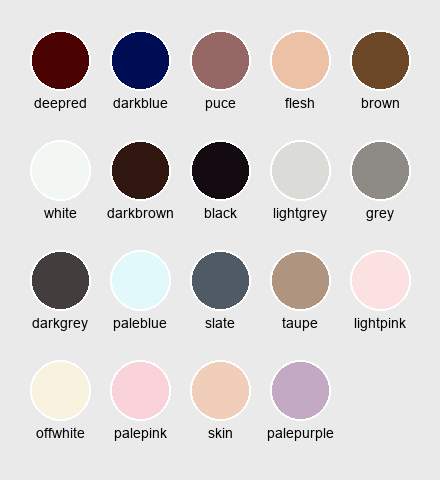 deepred darkblue puce flesh brown
white darkbrown black lightgrey grey
darkgrey paleblue slate taupe lightpink
offwhite palepink skin palepurple